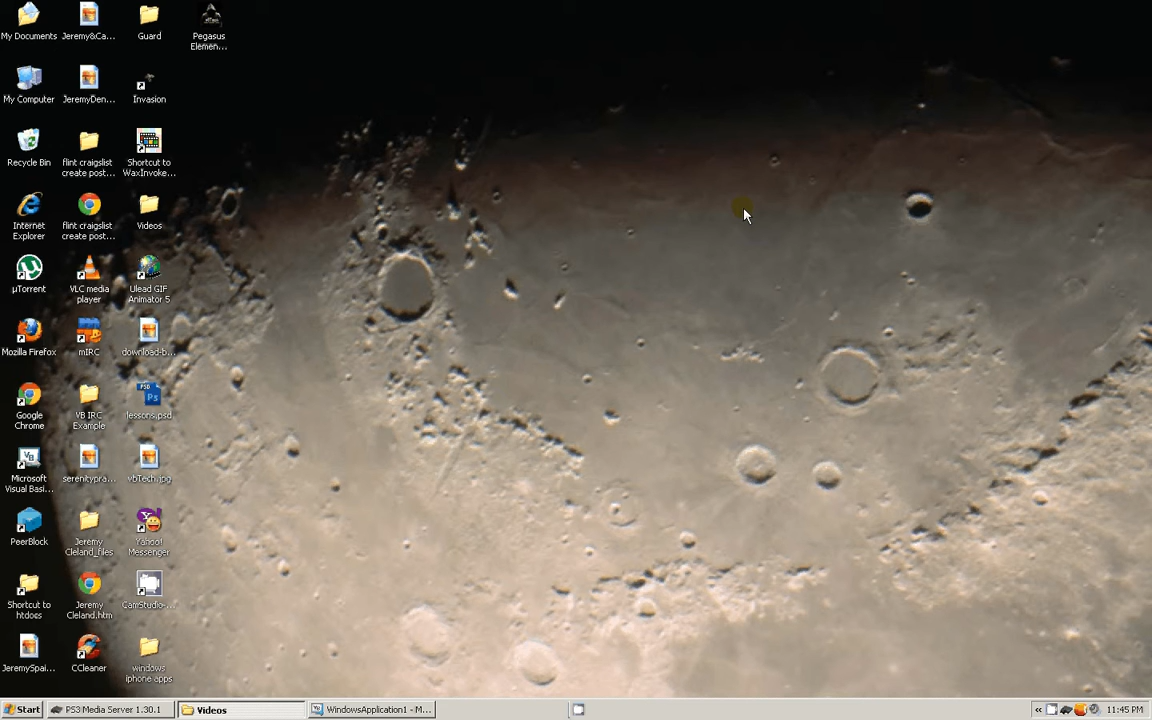 My Documents
Jeremy&Ca...
Guard
Pegasus
Elemen...
My Computer
JeremyDen...
Invasion
Recycle Bin
flint craigslist
create post...
Shortcut to
WaxInvoke...
Internet
Explorer
flint craigslist
create post...
Videos
µTorrent
VLC media
player
Ulead GIF
Animator 5
Mozilla Firefox
mIRC
download-b...
Google
Chrome
VB IRC
Example
lessons.psd
Microsoft
Visual Basi...
serenitypra...
vbTech.jpg
PeerBlock
Jeremy
Cleland_files
Yahoo!
Messenger
Shortcut to
htdocs
Jeremy
Cleland.htm
CamStudio-...
JeremySpai...
CCleaner
windows
iphone apps
Start
PS3 Media Server 1.30.1
Videos
WindowsApplication1 - M...
«
11:45 PM